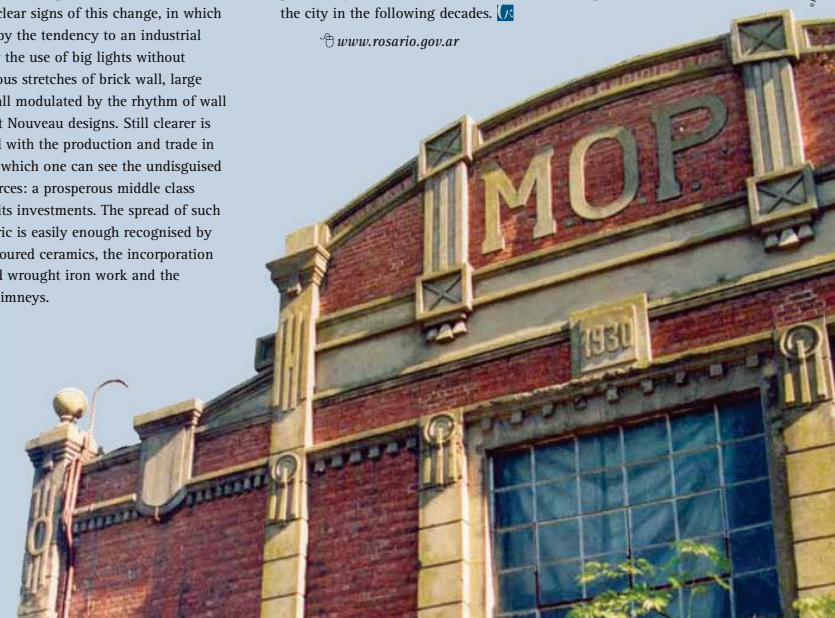 clear signs of this change, in which
by the tendency to an industrial
the use of big lights without
ous stretches of brick wall, large
all modulated by the rhythm of wall
t Nouveau designs. Still clearer is
with the production and trade in
which one can see the undisguised
rces: a prosperous middle class
its investments. The spread of such
ric is easily enough recognised by
oured ceramics, the incorporation
d wrought iron work and the
imneys.
the city in the following decades.
www.rosario.gov.ar
M.O.P.
1930